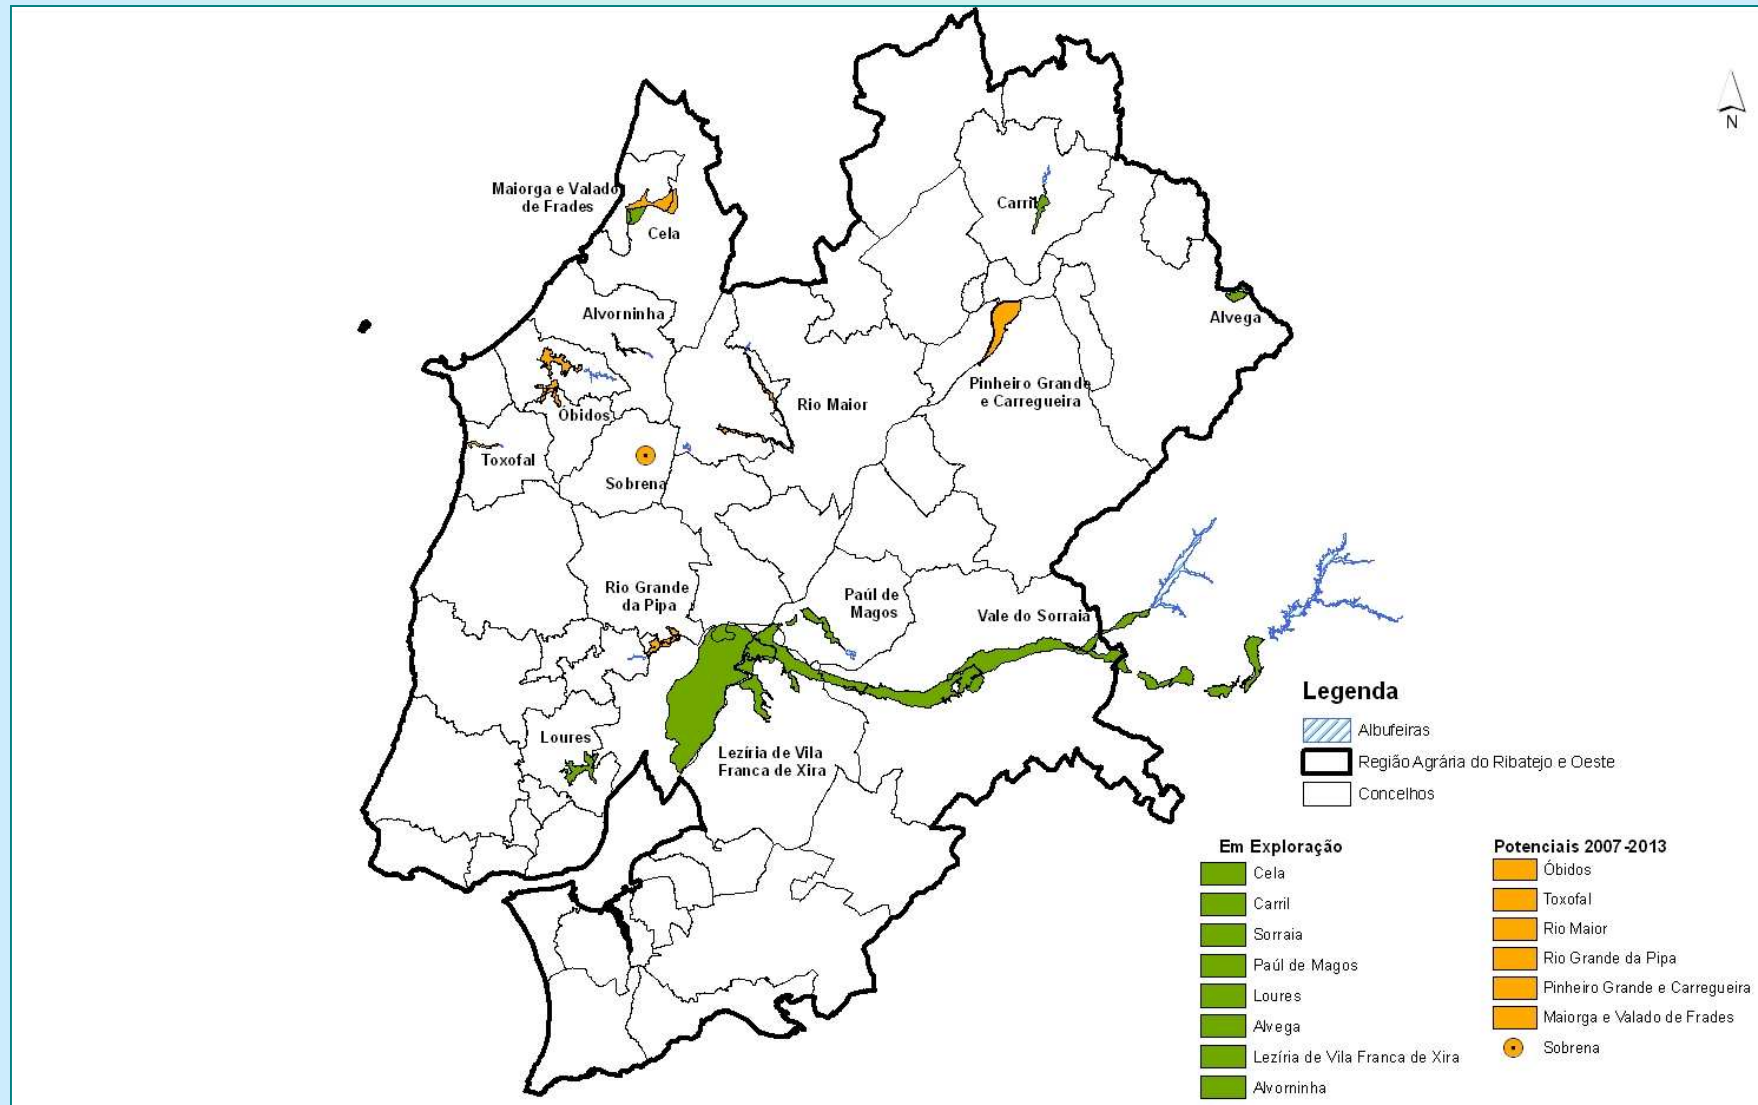 N
Maiorga e Valado
de Frades
Cela
Carril
Alvorninha
Alvega
Pinheiro Grande
e Carregueira
Rio Maior
Óbidos
Toxofal
Sobrena
Rio Grande
da Pipa
Paúl de
Magos
Vale do Sorraia
Loures
Lezíria de Vila
Franca de Xira
Legenda
Albufeiras
Região Agrária do Ribatejo e Oeste
Concelhos
Em Exploração
Cela
Carril
Sorraia
Paúl de Magos
Loures
Alvega
Lezíria de Vila Franca de Xira
Alvorninha
Potenciais 2007-2013
Óbidos
Toxofal
Rio Maior
Rio Grande da Pipa
Pinheiro Grande e Carregueira
Maiorga e Valado de Frades
Sobrena